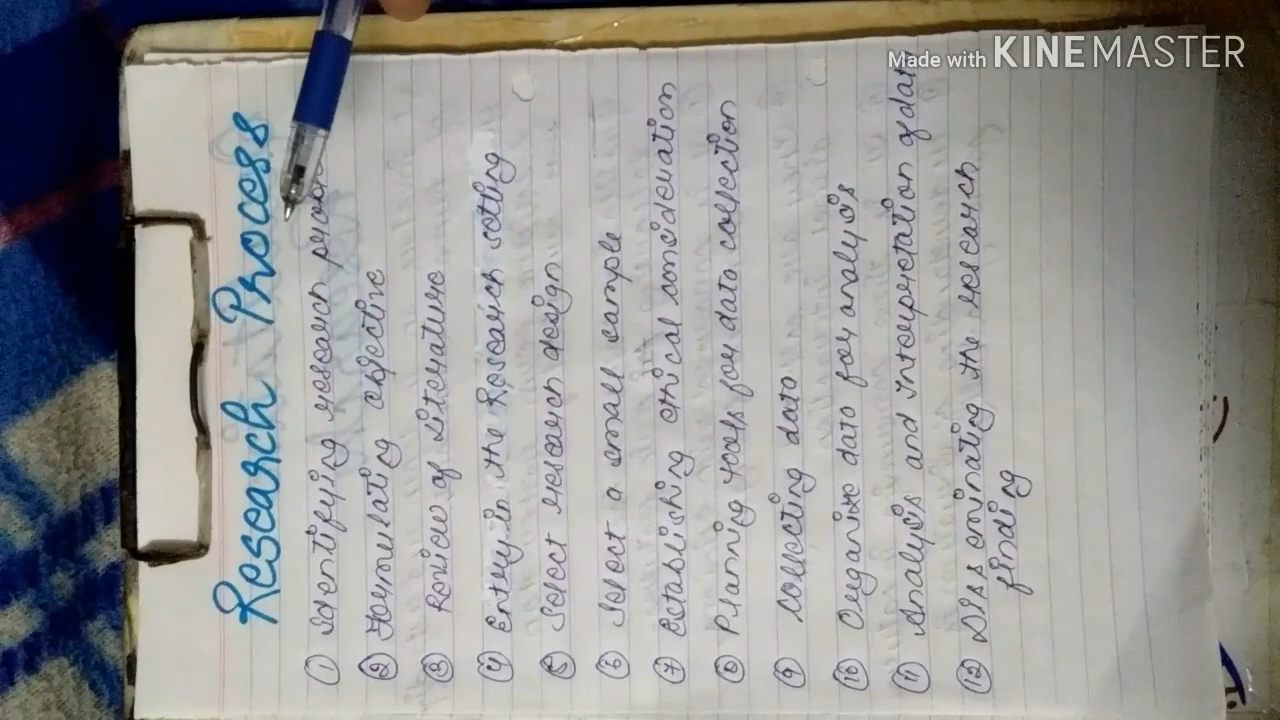 Research Process
① Identifying research
② Formulating objective
③ Review of Literature
④ Entry in the Research setting
⑤ Select research design
⑥ Select a small sample
⑦ Establishing ethical consideration
⑧ Planning tools for data collection
⑨ collecting data
⑩ Organize data for analysis
⑪ Analysis and interpretation of dat
⑫ Dissominating the research
finding
Made with KINEMASTER